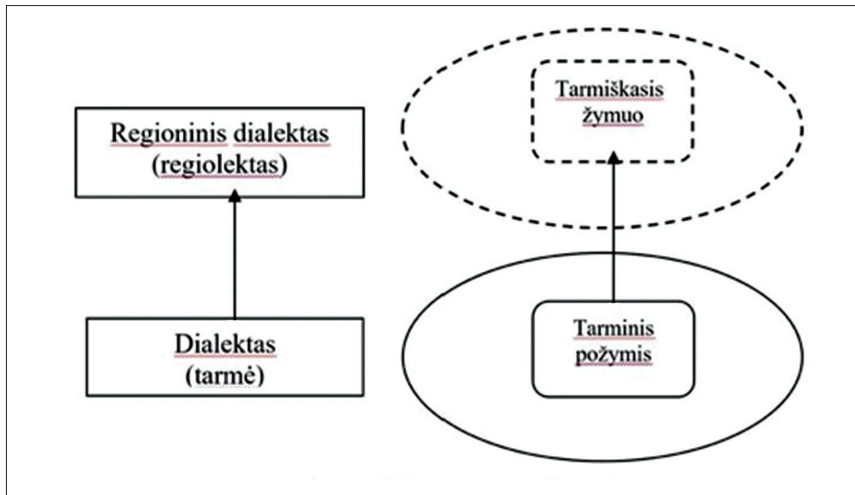 Regioninis dialektas
(regiolektas)
Tarmiškasis
žymuo
Dialektas
(tarmė)
Tarminis
požymis